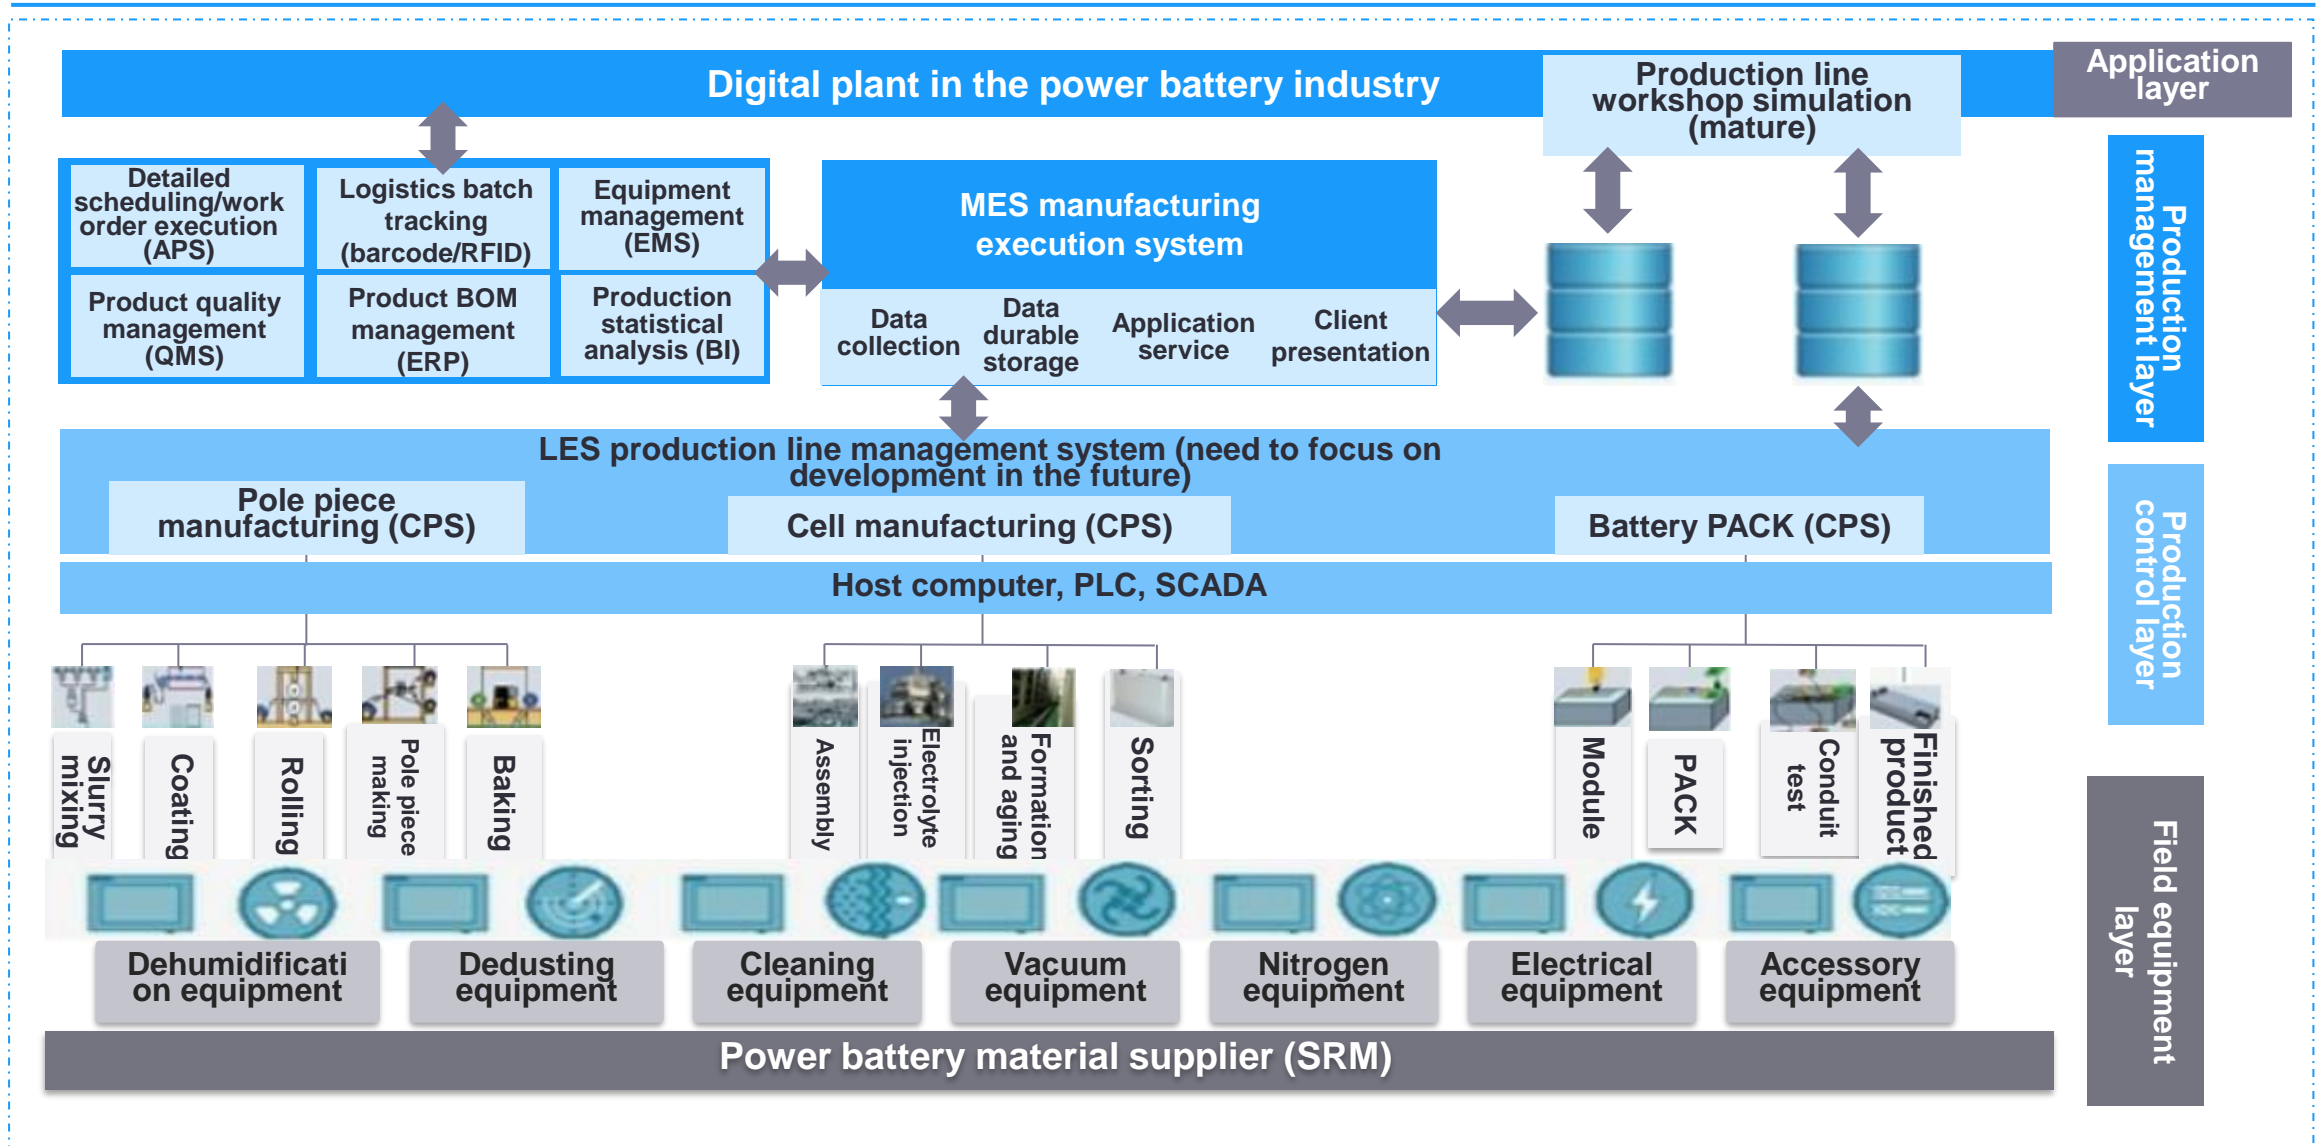 Digital plant in the power battery industry
Production line
workshop simulation
(mature)
Application
layer
Detailed
scheduling/work
order execution
(APS)
Logistics batch
tracking
(barcode/RFID)
Equipment
management
(EMS)
Product quality
management
(QMS)
Product BOM
management
(ERP)
Production
statistical
analysis (BI)
MES manufacturing
execution system
Data
collection
Data
durable
storage
Application
service
Client
presentation
Production
management layer
LES production line management system (need to focus on
development in the future)
Pole piece
manufacturing (CPS)
Cell manufacturing (CPS)
Battery PACK (CPS)
Host computer, PLC, SCADA
Production
control layer
Slurry
mixing
Coating
Rolling
Pole piece
making
Baking
Assembly
Electrolyte
injection
Formation
and aging
Sorting
Module
PACK
Conduit
test
Finished
product
Dehumidificati
on equipment
Dedusting
equipment
Cleaning
equipment
Vacuum
equipment
Nitrogen
equipment
Electrical
equipment
Accessory
equipment
Field equipment
layer
Power battery material supplier (SRM)